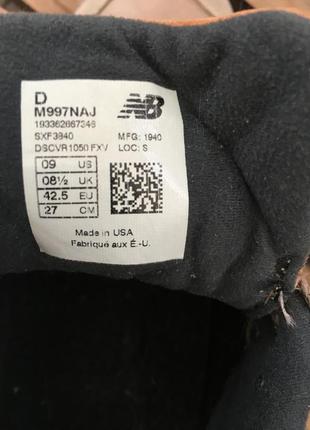 D
M997NAJ NB
193362667346
SXF3840 MFG: 1940
DSCVR1050 FXV LOC: S
09 US
08½ UK
42.5 EU
27 CM
Made in USA
Fabriqué aux É.-U.